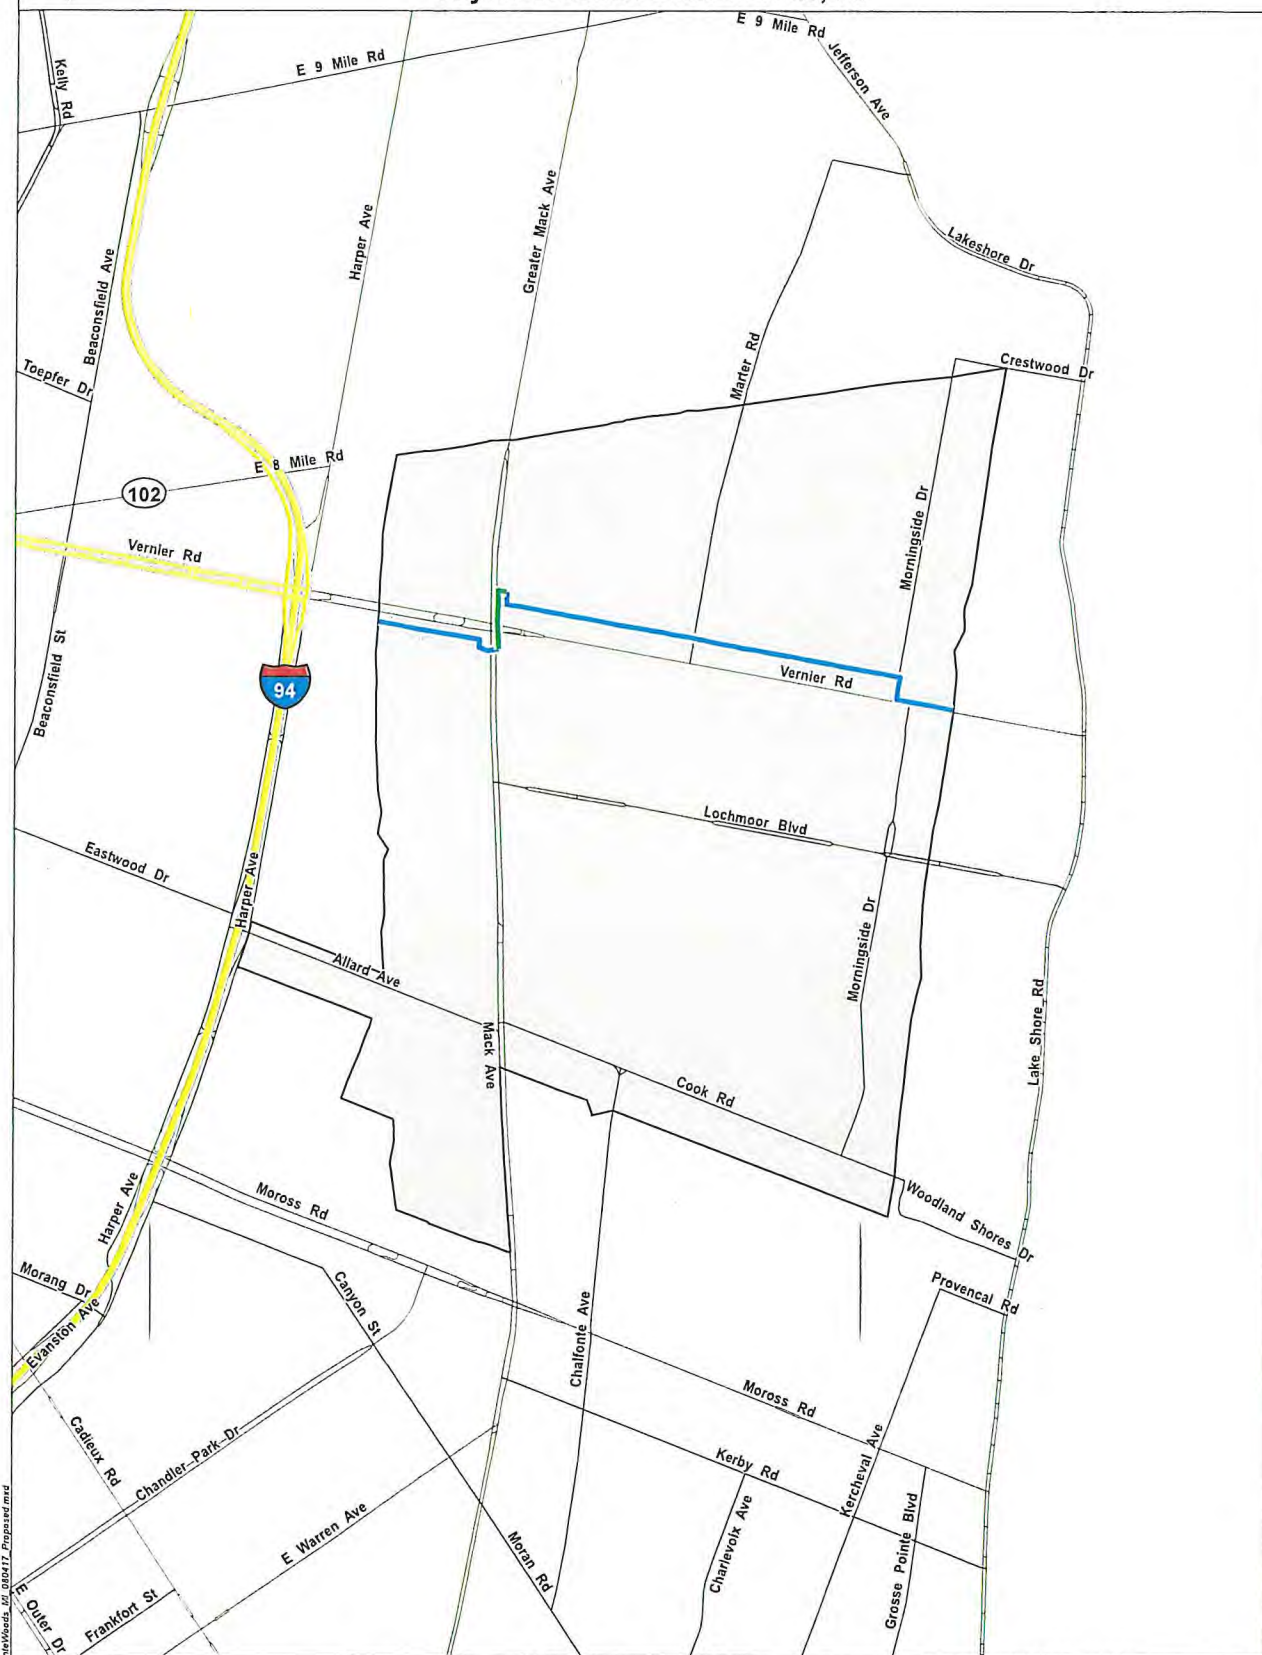 E 9 Mile Rd
E 9 Mile Rd
Kelly Rd
Jefferson Ave
Harper Ave
Greater Mack Ave
Lakeshore Dr
Beaconsfield Ave
Marter Rd
Crestwood Dr
Toepfer Dr
E 8 Mile Rd
102
Morningside Dr
Vernier Rd
Beaconsfield St
94
Vernier Rd
Lochmoor Blvd
Eastwood Dr
Harper Ave
Allard Ave
Morningside Dr
Lake Shore Rd
Mack Ave
Cook Rd
Woodland Shores Dr
Harper Ave
Moross Rd
Morang Dr
Provencal Rd
Evanston Ave
Canyon St
Chalfonte Ave
Moross Rd
Cadieux Rd
Chandler Park Dr
Kerby Rd
Kercheval Ave
Grosse Pointe Blvd
Charlevoix Ave
E Warren Ave
Moran Rd
E Outer Dr
Frankfort St
Woods_MI_080417_Proposed.mxd